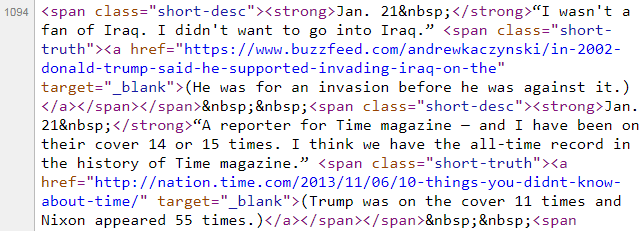 1094 <span class="short-desc"><strong>Jan. 21&nbsp;</strong>“I wasn't a
fan of Iraq. I didn't want to go into Iraq.” <span class="short-
truth"><a href="https://www.buzzfeed.com/andrewkaczynski/in-2002-
donald-trump-said-he-supported-invading-iraq-on-the"
target="_blank">(He was for an invasion before he was against it.)
</a></span></span>&nbsp;&nbsp;<span class="short-desc"><strong>Jan.
21&nbsp;</strong>“A reporter for Time magazine — and I have been on
their cover 14 or 15 times. I think we have the all-time record in
the history of Time magazine.” <span class="short-truth"><a
href="http://nation.time.com/2013/11/06/10-things-you-didnt-know-
about-time/" target="_blank">(Trump was on the cover 11 times and
Nixon appeared 55 times.)</a></span></span>&nbsp;&nbsp;<span